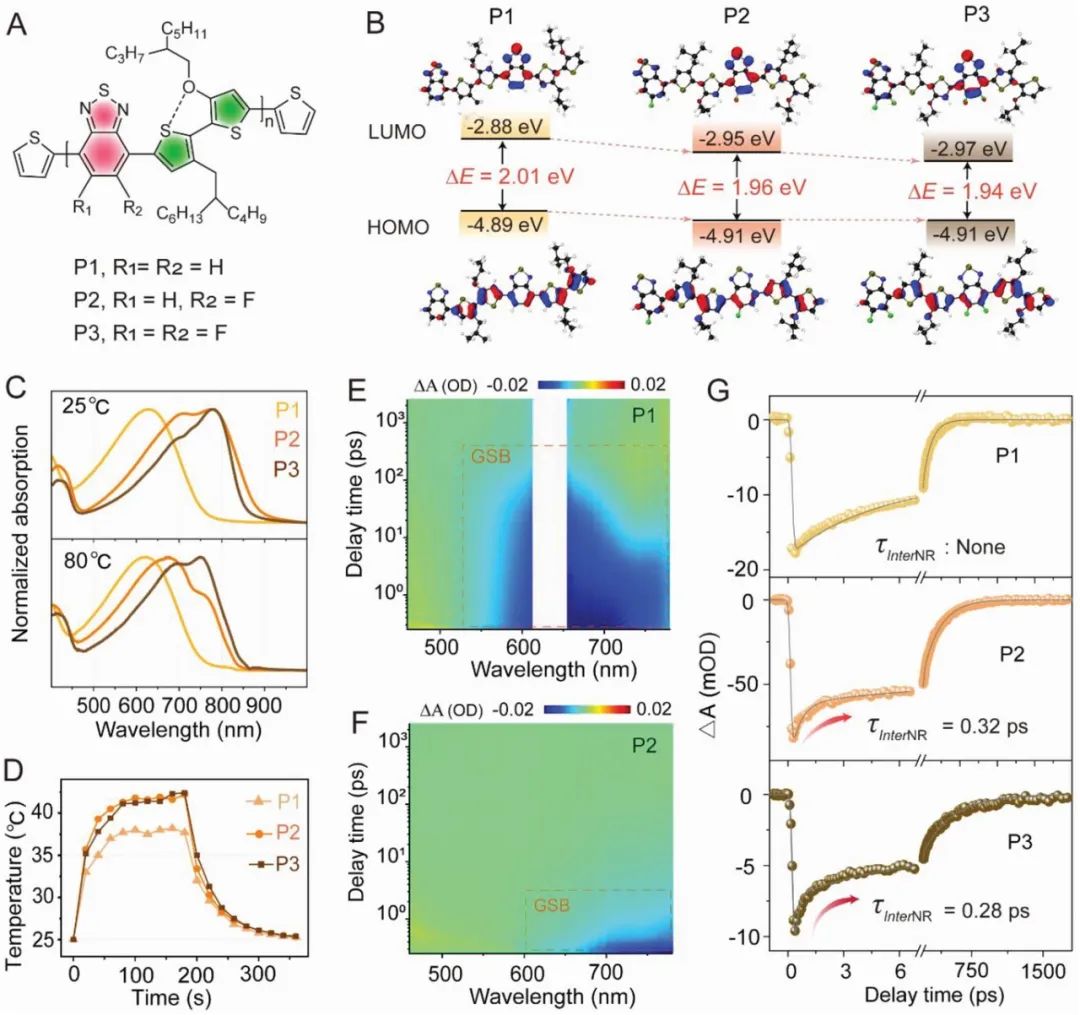 A
C5H11
C3H7
O
S
N
N
S
n
S
S
S
R1
R2
C6H13
C4H9
P1, R1= R2 = H
P2, R1 = H, R2 = F
P3, R1 = R2 = F
B
P1
P2
P3
LUMO
-2.88 eV
-2.95 eV
-2.97 eV
ΔE = 2.01 eV
ΔE = 1.96 eV
ΔE = 1.94 eV
HOMO
-4.89 eV
-4.91 eV
-4.91 eV
C
25℃
P1
P2
P3
80℃
Normalized absorption
500 600 700 800 900
Wavelength (nm)
D
Temperature (℃)
40
35
30
25
P1
P2
P3
0 100 200 300
Time (s)
E
ΔA (OD) -0.02 0.02
P1
GSB
Delay time (ps)
10³
10²
10¹
10⁰
500 600 700
Wavelength (nm)
F
ΔA (OD) -0.02 0.02
P2
GSB
Delay time (ps)
10³
10²
10¹
10⁰
500 600 700
Wavelength (nm)
G
△A (mOD)
0
-10
-20
P1
τInterNR : None
0
-50
P2
τInterNR = 0.32 ps
0
-5
-10
P3
τInterNR = 0.28 ps
0 3 6 750 1500
Delay time (ps)